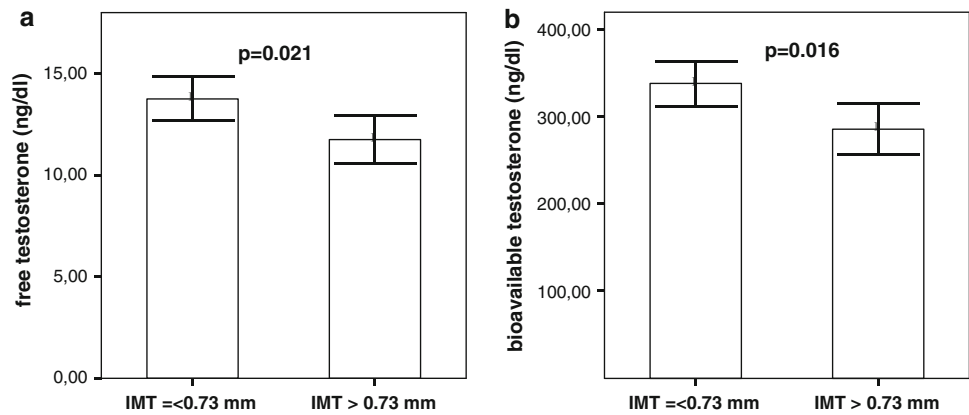 a
p=0.021
free testosterone (ng/dl)
15,00
10,00
5,00
0,00
IMT =<0.73 mm
IMT > 0.73 mm
b
p=0.016
bioavailable testosterone (ng/dl)
400,00
300,00
200,00
100,00
IMT =<0.73 mm
IMT > 0.73 mm